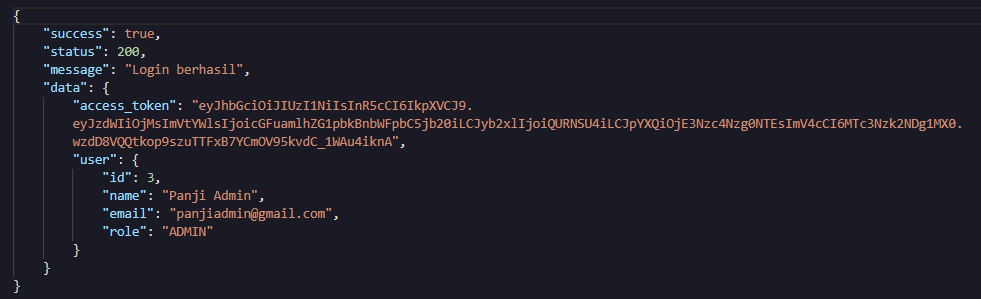 {
"success": true,
"status": 200,
"message": "Login berhasil",
"data": {
"access_token": "eyJhbGciOiJIUzI1NiIsInR5cCI6IkpXVCJ9.
eyJzdWIiOjMsImVtYWlsIjoicGFuamlhZG1pbkBnbWFpbC5jb20iLCJyb2xlIjoiQURNSU4iLCJpYXQiOjE3Nzc4Nzg0NTEsImV4cCI6MTc3Nzk2NDg1MX0.
wzdD8VQQtkop9szuTTFxB7YCmOV95kvdC_1WAu4iknA",
"user": {
"id": 3,
"name": "Panji Admin",
"email": "panjiadmin@gmail.com",
"role": "ADMIN"
}
}
}